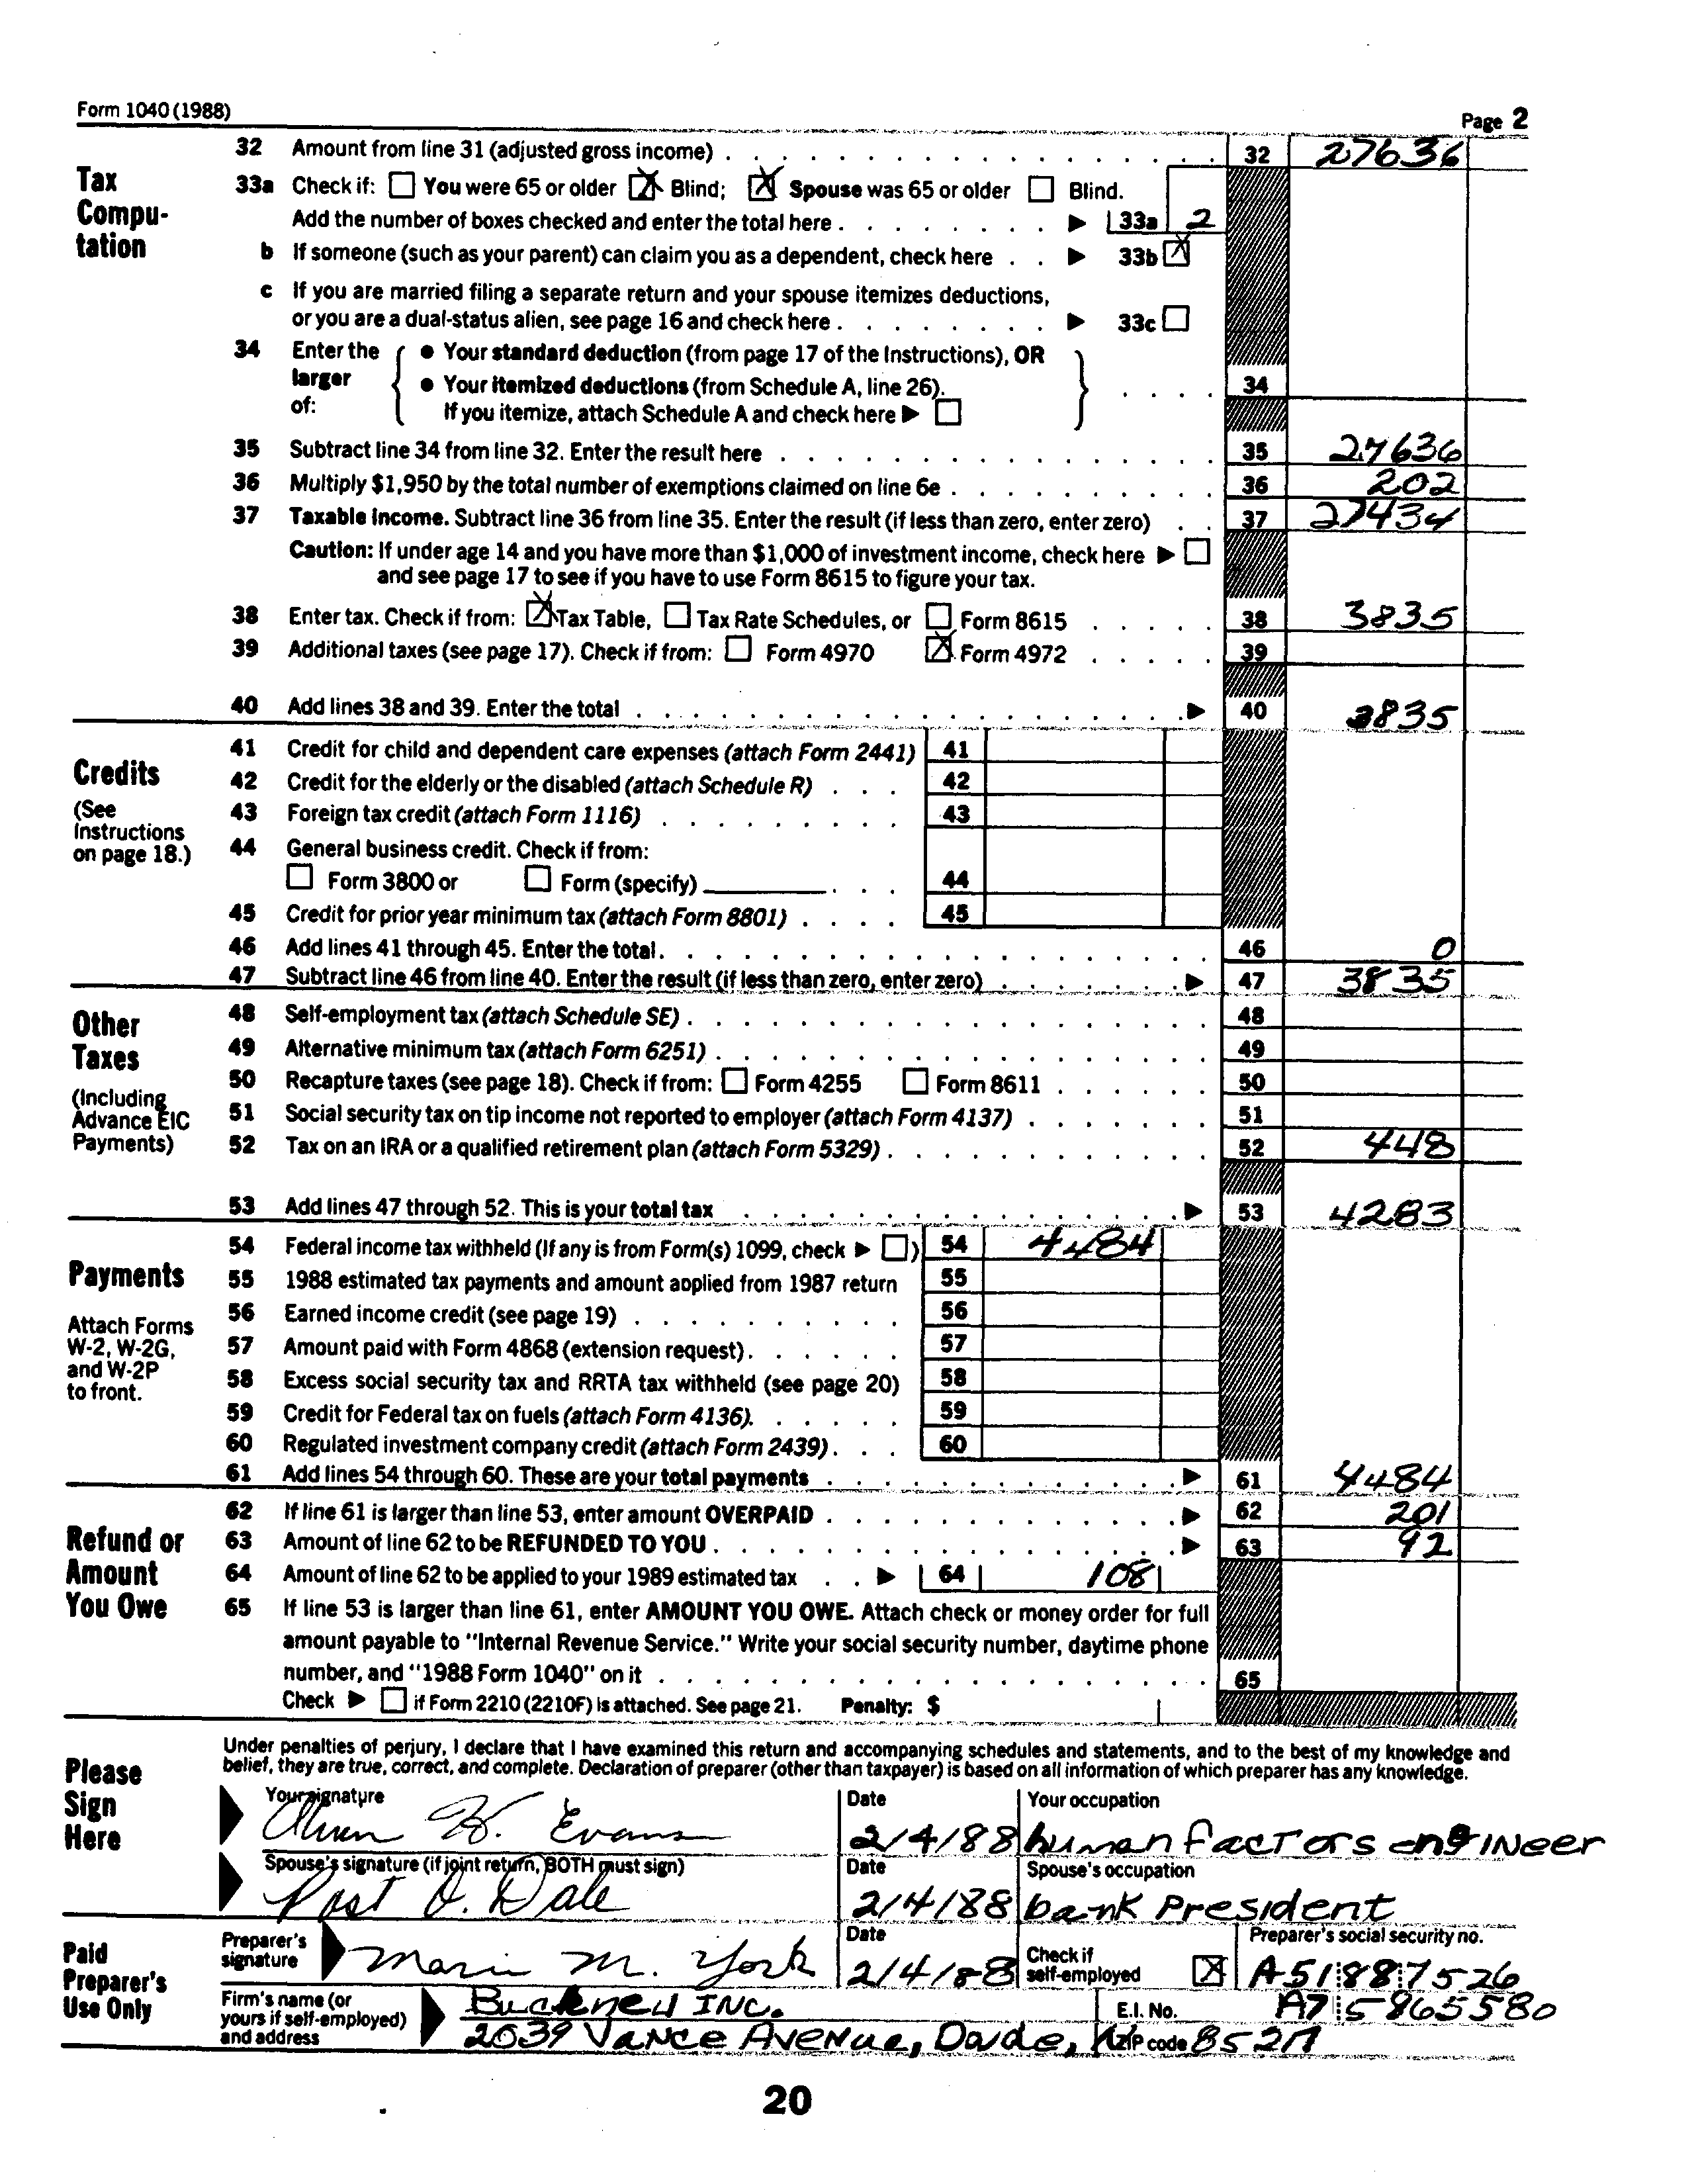 Form 1040 (1988) Page 2
Tax Computation
32 Amount from line 31 (adjusted gross income) 32 27636
33a Check if: ☐ You were 65 or older ☒ Blind; ☒ Spouse was 65 or older ☐ Blind.
Add the number of boxes checked and enter the total here ▶ 33a 2
b If someone (such as your parent) can claim you as a dependent, check here ▶ 33b ☒
c If you are married filing a separate return and your spouse itemizes deductions,
or you are a dual-status alien, see page 16 and check here ▶ 33c ☐
34 Enter the larger of: { ● Your standard deduction (from page 17 of the Instructions), OR
● Your itemized deductions (from Schedule A, line 26). } 34
If you itemize, attach Schedule A and check here ▶ ☐
35 Subtract line 34 from line 32. Enter the result here 35 27636
36 Multiply $1,950 by the total number of exemptions claimed on line 6e 36 202
37 Taxable income. Subtract line 36 from line 35. Enter the result (if less than zero, enter zero) 37 27434
Caution: If under age 14 and you have more than $1,000 of investment income, check here ▶ ☐
and see page 17 to see if you have to use Form 8615 to figure your tax.
38 Enter tax. Check if from: ☒ Tax Table, ☐ Tax Rate Schedules, or ☐ Form 8615 38 3835
39 Additional taxes (see page 17). Check if from: ☐ Form 4970 ☒ Form 4972 39
40 Add lines 38 and 39. Enter the total ▶ 40 3835
Credits
(See Instructions on page 18.)
41 Credit for child and dependent care expenses (attach Form 2441) 41
42 Credit for the elderly or the disabled (attach Schedule R) 42
43 Foreign tax credit (attach Form 1116) 43
44 General business credit. Check if from:
☐ Form 3800 or ☐ Form (specify) 44
45 Credit for prior year minimum tax (attach Form 8801) 45
46 Add lines 41 through 45. Enter the total. 46 0
47 Subtract line 46 from line 40. Enter the result (if less than zero, enter zero) ▶ 47 3835
Other Taxes
(Including Advance EIC Payments)
48 Self-employment tax (attach Schedule SE) 48
49 Alternative minimum tax (attach Form 6251) 49
50 Recapture taxes (see page 18). Check if from: ☐ Form 4255 ☐ Form 8611 50
51 Social security tax on tip income not reported to employer (attach Form 4137) 51
52 Tax on an IRA or a qualified retirement plan (attach Form 5329) 52 448
53 Add lines 47 through 52. This is your total tax ▶ 53 4283
Payments
Attach Forms W-2, W-2G, and W-2P to front.
54 Federal income tax withheld (If any is from Form(s) 1099, check ▶ ☐) 54 4484
55 1988 estimated tax payments and amount applied from 1987 return 55
56 Earned income credit (see page 19) 56
57 Amount paid with Form 4868 (extension request) 57
58 Excess social security tax and RRTA tax withheld (see page 20) 58
59 Credit for Federal tax on fuels (attach Form 4136). 59
60 Regulated investment company credit (attach Form 2439) 60
61 Add lines 54 through 60. These are your total payments ▶ 61 4484
Refund or Amount You Owe
62 If line 61 is larger than line 53, enter amount OVERPAID ▶ 62 201
63 Amount of line 62 to be REFUNDED TO YOU ▶ 63 92
64 Amount of line 62 to be applied to your 1989 estimated tax ▶ 64 108
65 If line 53 is larger than line 61, enter AMOUNT YOU OWE. Attach check or money order for full
amount payable to "Internal Revenue Service." Write your social security number, daytime phone
number, and "1988 Form 1040" on it 65
Check ▶ ☐ if Form 2210 (2210F) is attached. See page 21. Penalty: $
Please Sign Here
Under penalties of perjury, I declare that I have examined this return and accompanying schedules and statements, and to the best of my knowledge and
belief, they are true, correct, and complete. Declaration of preparer (other than taxpayer) is based on all information of which preparer has any knowledge.
Your signature Date Your occupation
H. Evans 2/4/88 human factors engineer
Spouse's signature (if joint return, BOTH must sign) Date Spouse's occupation
Post O. Dale 2/4/88 bank President
Paid Preparer's Use Only
Preparer's signature Date Check if self-employed ☒ Preparer's social security no.
M. York 2/4/88 A51 88 7526
Firm's name (or yours if self-employed) and address E.I. No. A7 5865580
Bucknell INC.
2039 Vance Avenue, Dade, ZIP code
20